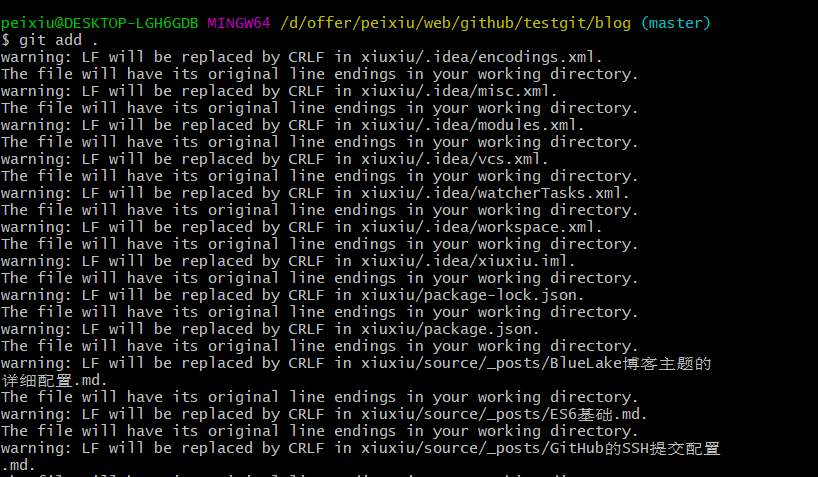 peixiu@DESKTOP-LGH6GDB MINGW64 /d/offer/peixiu/web/github/testgit/blog (master)
$ git add .
warning: LF will be replaced by CRLF in xiuxiu/.idea/encodings.xml.
The file will have its original line endings in your working directory.
warning: LF will be replaced by CRLF in xiuxiu/.idea/misc.xml.
The file will have its original line endings in your working directory.
warning: LF will be replaced by CRLF in xiuxiu/.idea/modules.xml.
The file will have its original line endings in your working directory.
warning: LF will be replaced by CRLF in xiuxiu/.idea/vcs.xml.
The file will have its original line endings in your working directory.
warning: LF will be replaced by CRLF in xiuxiu/.idea/watcherTasks.xml.
The file will have its original line endings in your working directory.
warning: LF will be replaced by CRLF in xiuxiu/.idea/workspace.xml.
The file will have its original line endings in your working directory.
warning: LF will be replaced by CRLF in xiuxiu/.idea/xiuxiu.iml.
The file will have its original line endings in your working directory.
warning: LF will be replaced by CRLF in xiuxiu/package-lock.json.
The file will have its original line endings in your working directory.
warning: LF will be replaced by CRLF in xiuxiu/package.json.
The file will have its original line endings in your working directory.
warning: LF will be replaced by CRLF in xiuxiu/source/_posts/BlueLake博客主题的
详细配置.md.
The file will have its original line endings in your working directory.
warning: LF will be replaced by CRLF in xiuxiu/source/_posts/ES6基础.md.
The file will have its original line endings in your working directory.
warning: LF will be replaced by CRLF in xiuxiu/source/_posts/GitHub的SSH提交配置
.md.